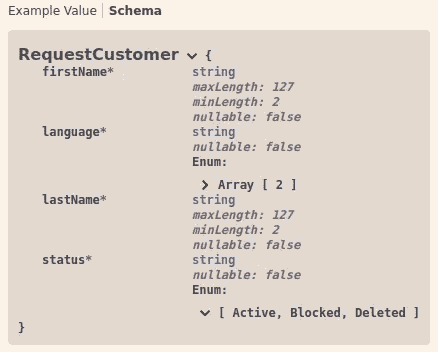 Example Value Schema
RequestCustomer {
firstName* string
maxLength: 127
minLength: 2
nullable: false
language* string
nullable: false
Enum:
Array [ 2 ]
lastName* string
maxLength: 127
minLength: 2
nullable: false
status* string
nullable: false
Enum:
[ Active, Blocked, Deleted ]
}